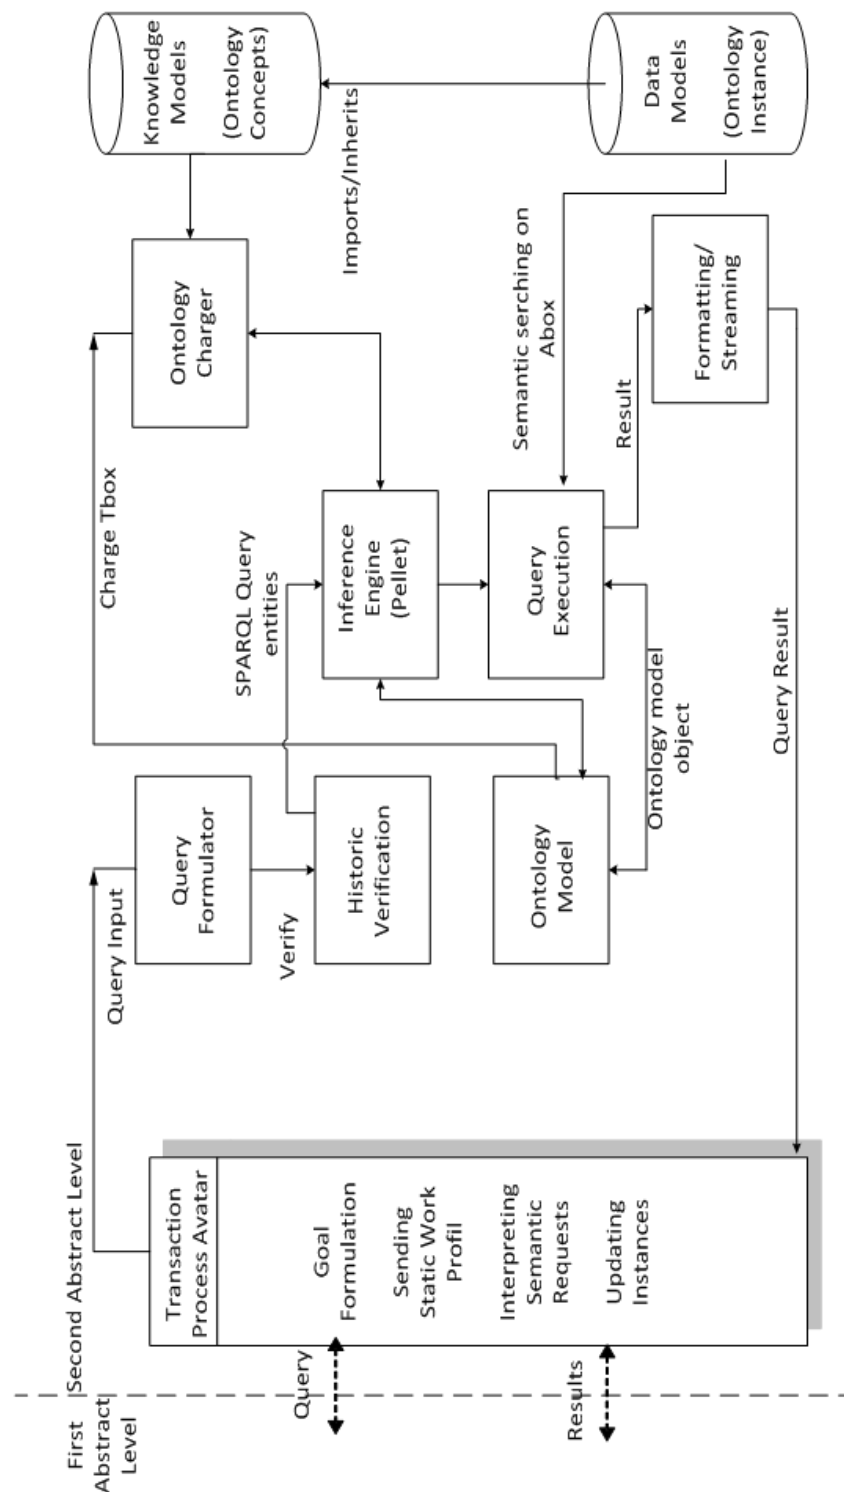 First
Abstract
Level
Second Abstract Level
Query
Results
Transaction
Process Avatar
Goal
Formulation
Sending
Static Work
Profil
Interpreting
Semantic
Requests
Updating
Instances
Query Input
Query
Formulator
Verify
Historic
Verification
Ontology
Model
Charge Tbox
SPARQL Query
entities
Inference
Engine
(Pellet)
Query
Execution
Ontology model
object
Query Result
Ontology
Charger
Semantic serching on
Abox
Result
Formatting/
Streaming
Imports/Inherits
Knowledge
Models
(Ontology
Concepts)
Data
Models
(Ontology
Instance)